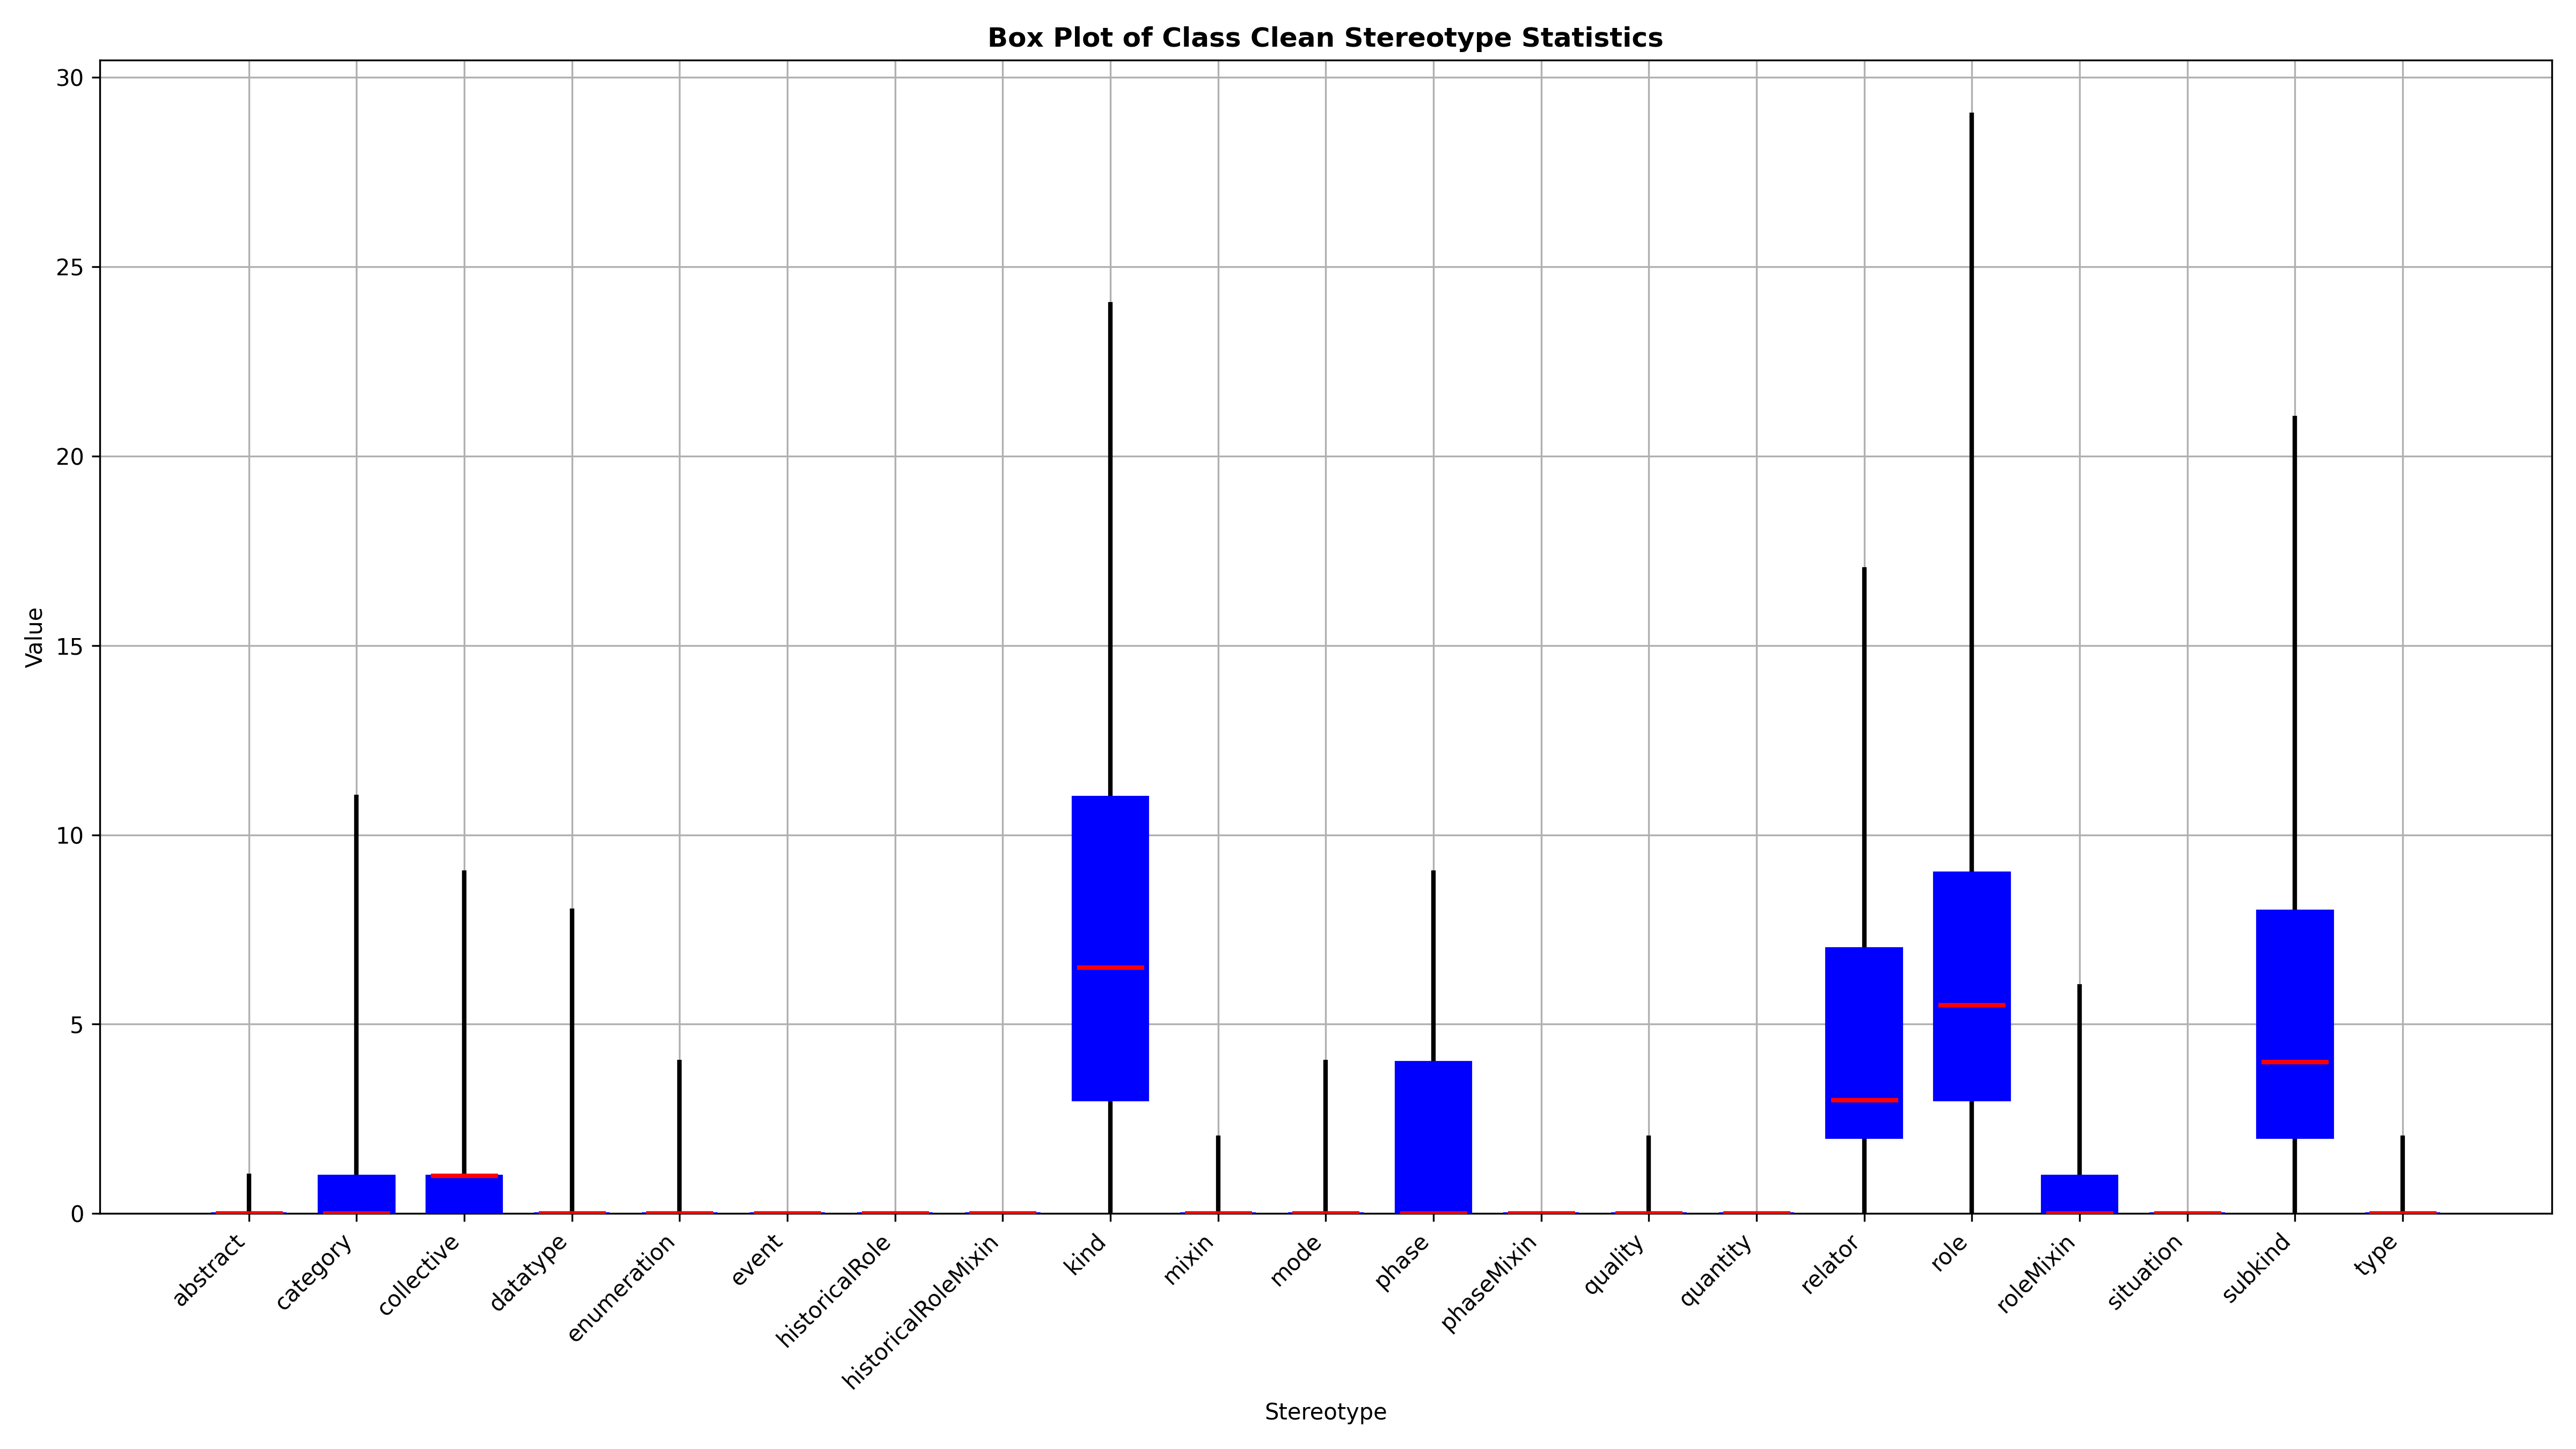 Box Plot of Class Clean Stereotype Statistics
30
25
20
15
10
5
0
Value
abstract
category
collective
datatype
enumeration
event
historicalRole
historicalRoleMixin
kind
mixin
mode
phase
phaseMixin
quality
quantity
relator
role
roleMixin
situation
subkind
type
Stereotype